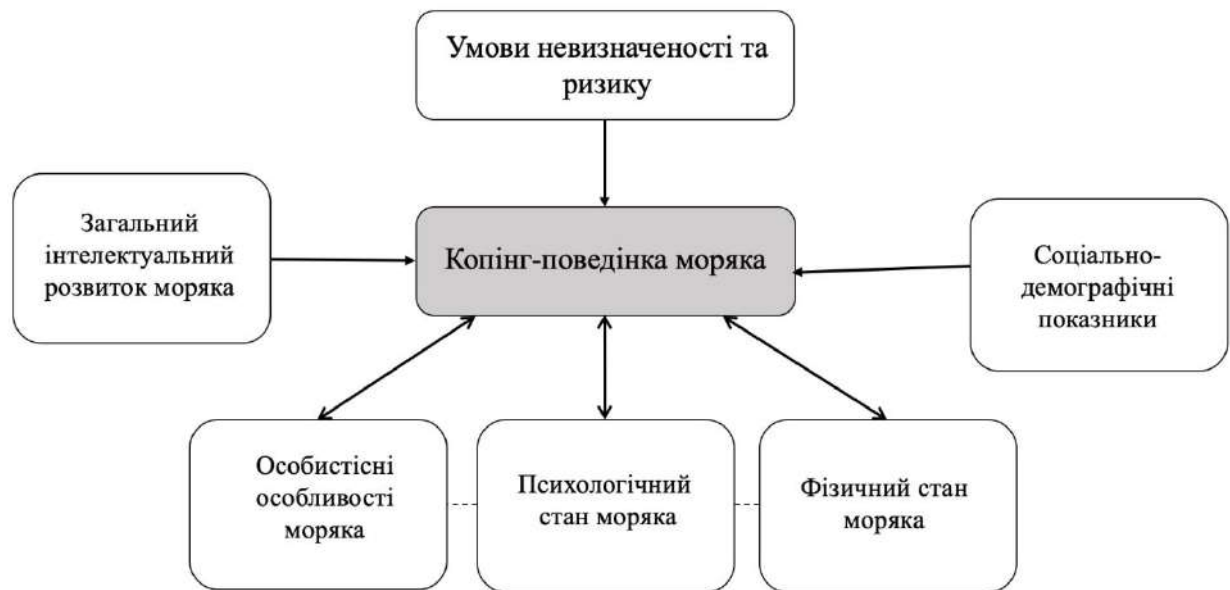 Умови невизначеності та
ризику
Загальний
інтелектуальний
розвиток моряка
Копінг-поведінка моряка
Соціально-
демографічні
показники
Особистісні
особливості
моряка
Психологічний
стан моряка
Фізичний стан
моряка